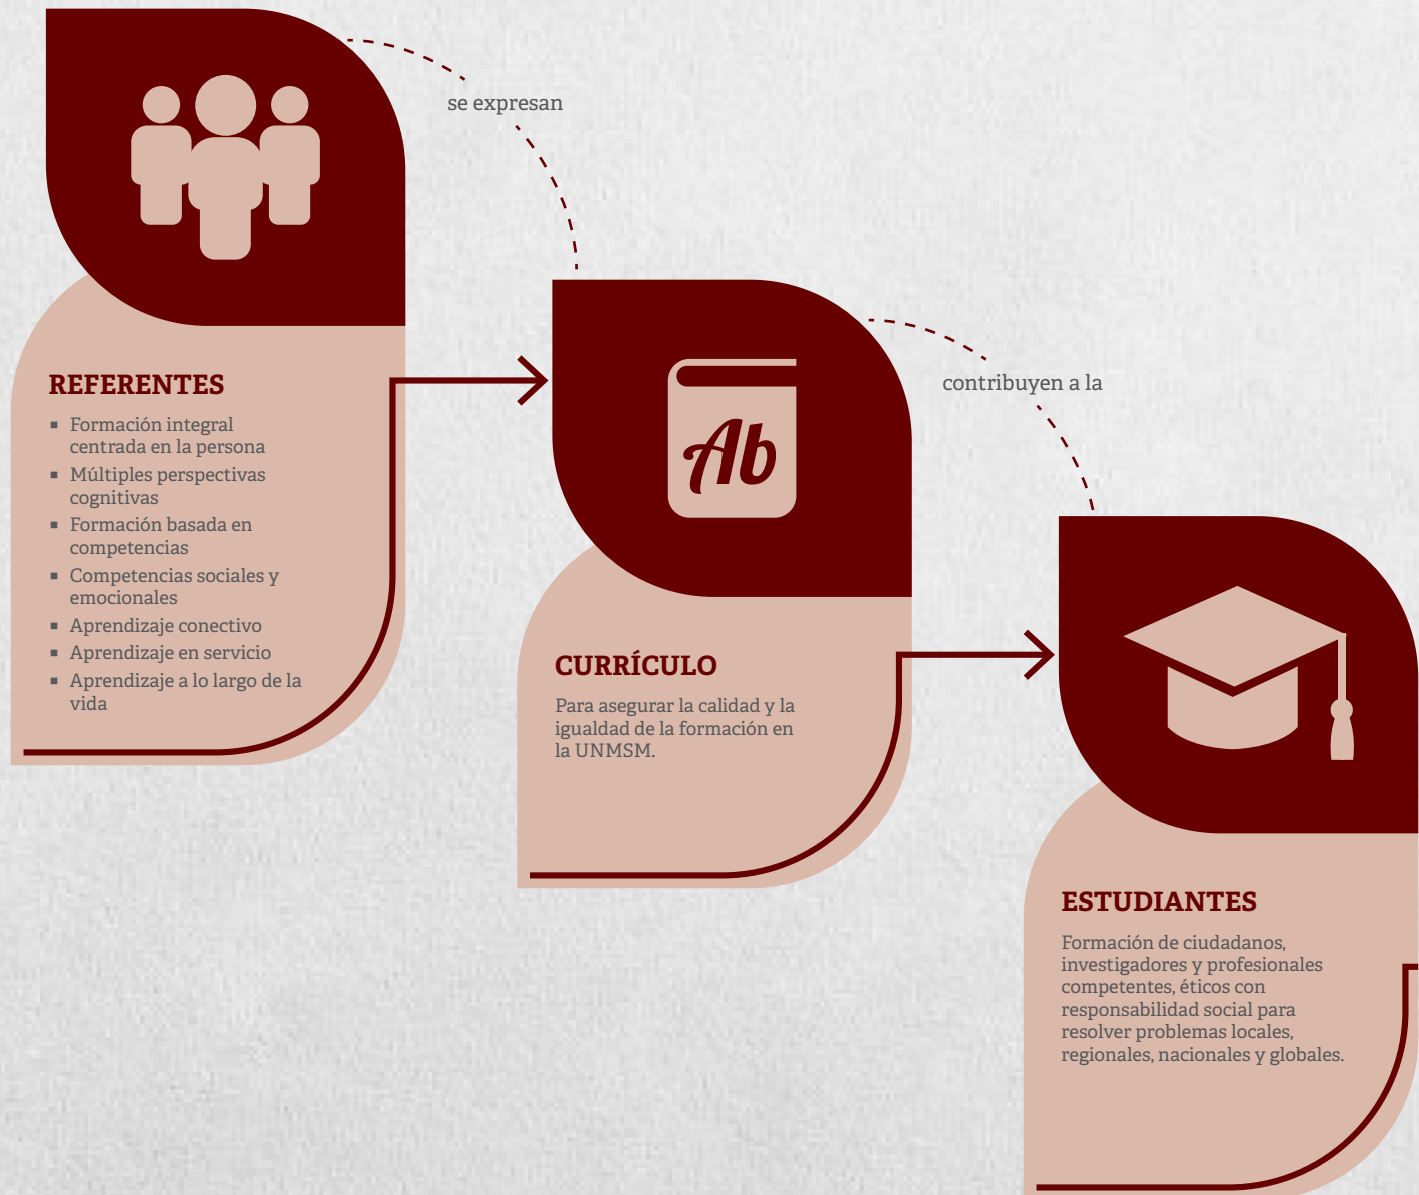 se expresan
REFERENTES
▪ Formación integral
centrada en la persona
▪ Múltiples perspectivas
cognitivas
▪ Formación basada en
competencias
▪ Competencias sociales y
emocionales
▪ Aprendizaje conectivo
▪ Aprendizaje en servicio
▪ Aprendizaje a lo largo de la
vida
Ab
contribuyen a la
CURRÍCULO
Para asegurar la calidad y la
igualdad de la formación en
la UNMSM.
ESTUDIANTES
Formación de ciudadanos,
investigadores y profesionales
competentes, éticos con
responsabilidad social para
resolver problemas locales,
regionales, nacionales y globales.